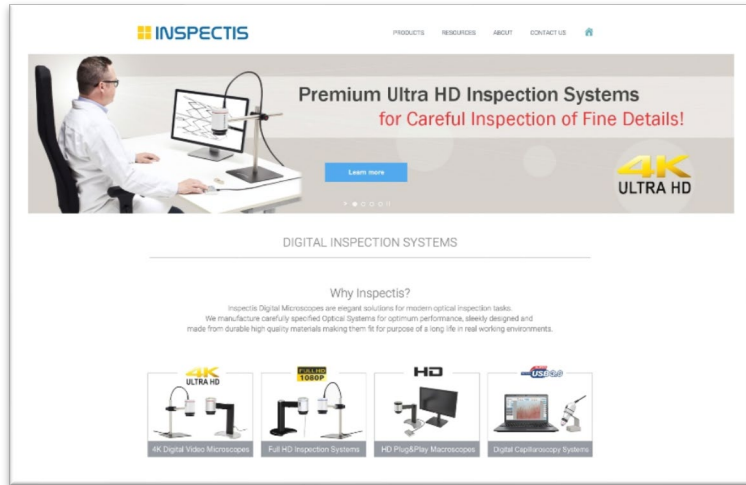 INSPECTIS
PRODUCTS RESOURCES ABOUT CONTACT US
Premium Ultra HD Inspection Systems
for Careful Inspection of Fine Details!
Learn more
4K
ULTRA HD
DIGITAL INSPECTION SYSTEMS
Why Inspectis?
Inspectis Digital Microscopes are elegant solutions for modern optical inspection tasks.
We manufacture carefully specified Optical Systems for optimum performance, sleekly designed and
made from durable high quality materials making them fit for purpose of a long life in real working environments.
4K
ULTRA HD
FULL HD
1080P
HD
USB 3.0
4K Digital Video Microscopes
Full HD Inspection Systems
HD Plug&Play Macroscopes
Digital Capillaroscopy Systems